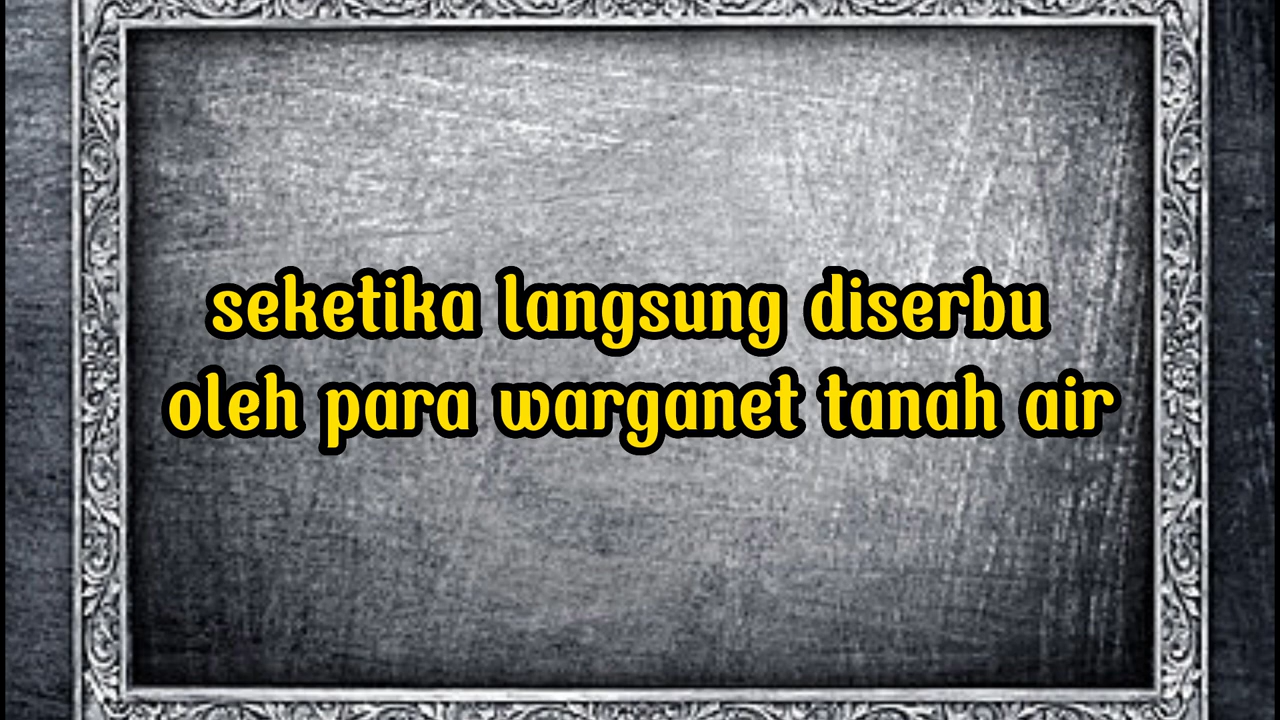 seketika langsung diserbu
oleh para warganet tanah air